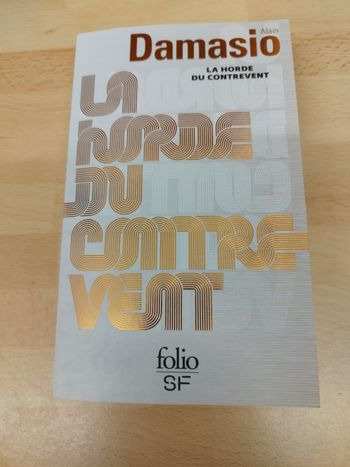 Alain
Damasio
LA HORDE
DU CONTREVENT
LA
HORDE
DU
CONTRE-
VENT
folio
SF